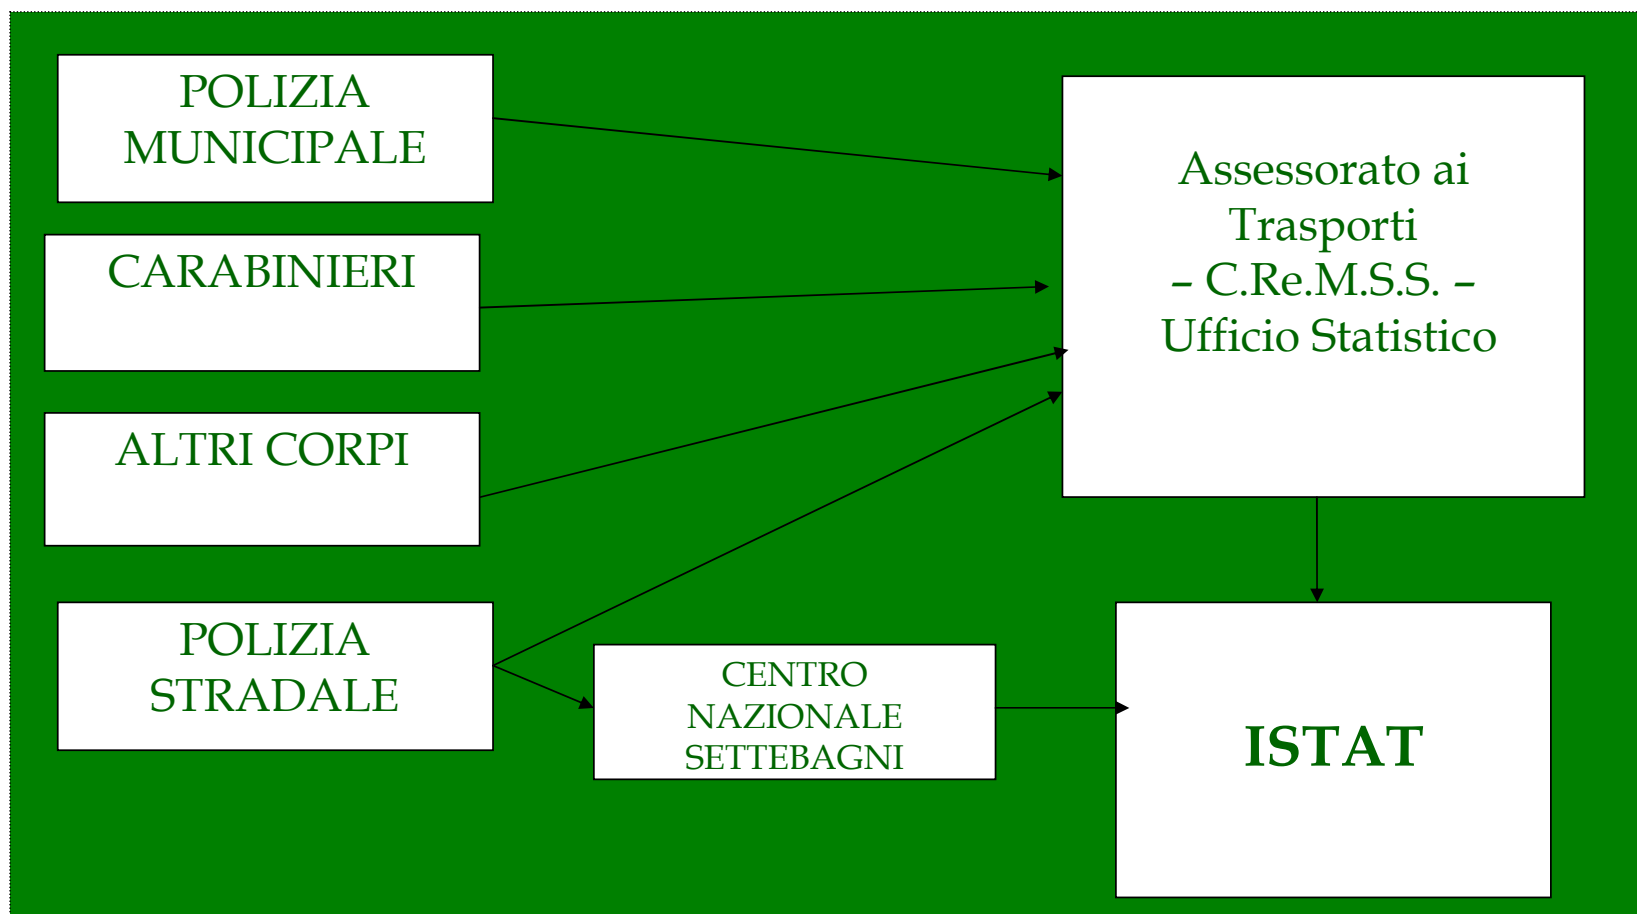 POLIZIA
MUNICIPALE
CARABINIERI
ALTRI CORPI
POLIZIA
STRADALE
CENTRO
NAZIONALE
SETTEBAGNI
Assessorato ai
Trasporti
– C.Re.M.S.S. –
Ufficio Statistico
ISTAT